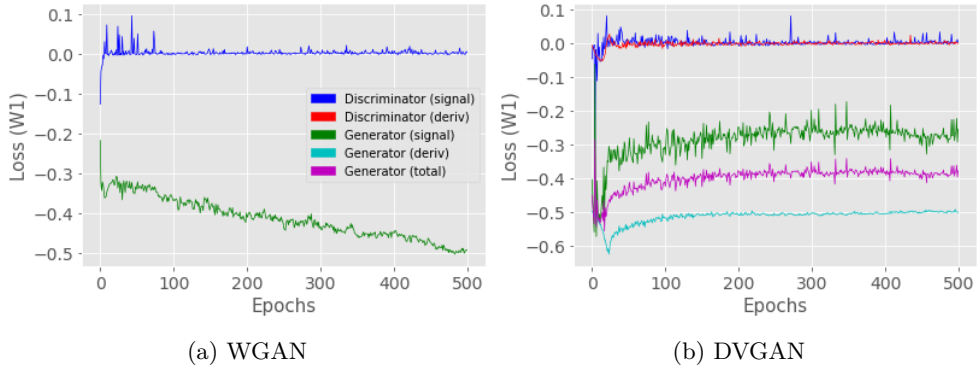 0.1
0.0
−0.1
−0.2
−0.3
−0.4
−0.5
Loss (W1)
0 100 200 300 400 500
Epochs
Discriminator (signal)
Discriminator (deriv)
Generator (signal)
Generator (deriv)
Generator (total)
(a) WGAN
0.1
0.0
−0.1
−0.2
−0.3
−0.4
−0.5
−0.6
Loss (W1)
0 100 200 300 400 500
Epochs
(b) DVGAN